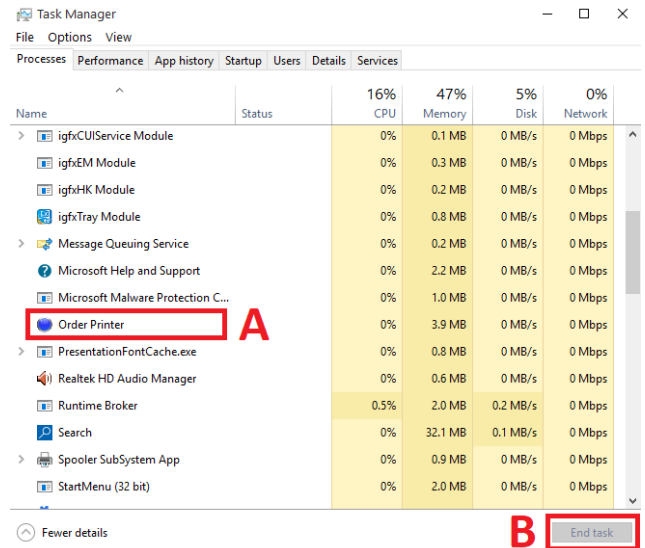 Task Manager
File Options View
Processes Performance App history Startup Users Details Services
16% 47% 5% 0%
Name Status CPU Memory Disk Network
igfxCUIService Module 0% 0.1 MB 0 MB/s 0 Mbps
igfxEM Module 0% 0.3 MB 0 MB/s 0 Mbps
igfxHK Module 0% 0.2 MB 0 MB/s 0 Mbps
igfxTray Module 0% 0.8 MB 0 MB/s 0 Mbps
Message Queuing Service 0% 0.2 MB 0 MB/s 0 Mbps
Microsoft Help and Support 0% 2.2 MB 0 MB/s 0 Mbps
Microsoft Malware Protection C... 0% 1.0 MB 0 MB/s 0 Mbps
Order Printer A 0% 3.9 MB 0 MB/s 0 Mbps
PresentationFontCache.exe 0% 0.8 MB 0 MB/s 0 Mbps
Realtek HD Audio Manager 0% 0.6 MB 0 MB/s 0 Mbps
Runtime Broker 0.5% 2.0 MB 0.2 MB/s 0 Mbps
Search 0% 32.1 MB 0.1 MB/s 0 Mbps
Spooler SubSystem App 0% 0.9 MB 0 MB/s 0 Mbps
StartMenu (32 bit) 0% 2.0 MB 0 MB/s 0 Mbps
Fewer details B End task